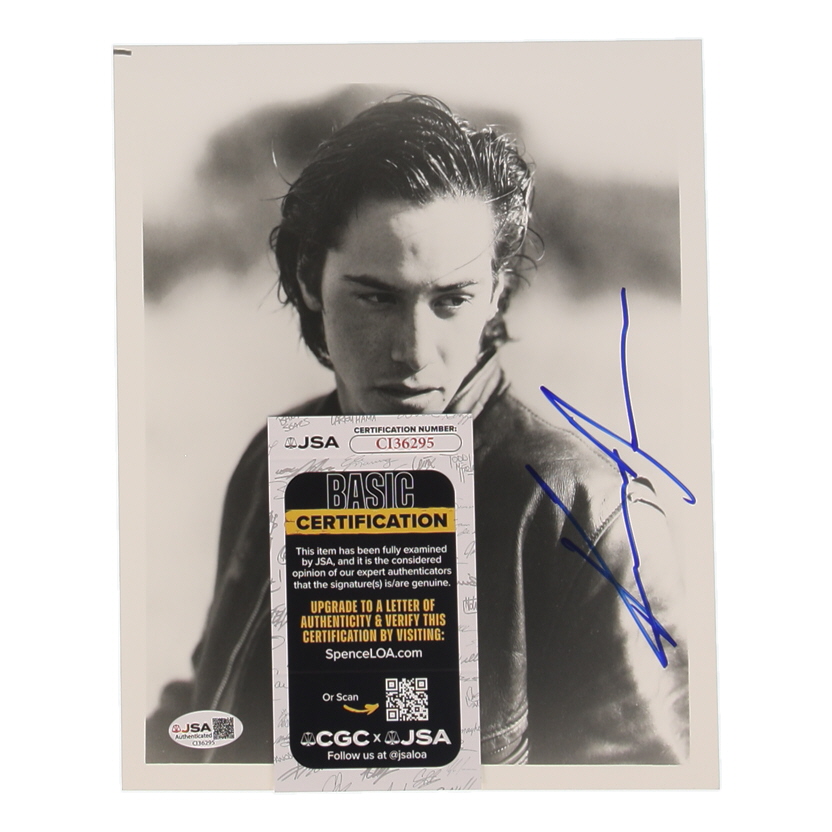 JSA
CERTIFICATION NUMBER:
CI36295
BASIC
CERTIFICATION
This item has been fully examined
by JSA, and it is the considered
opinion of our expert authenticators
that the signature(s) is/are genuine.
UPGRADE TO A LETTER OF
AUTHENTICITY & VERIFY THIS
CERTIFICATION BY VISITING:
SpenceLOA.com
Or Scan
CGC x JSA
Follow us at @jsaloa
JSA
Authenticated
CI36295